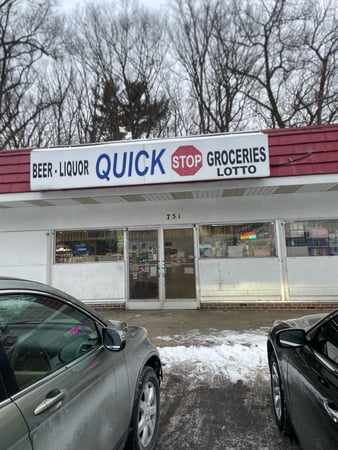 BEER - LIQUOR QUICK STOP GROCERIES
LOTTO
751